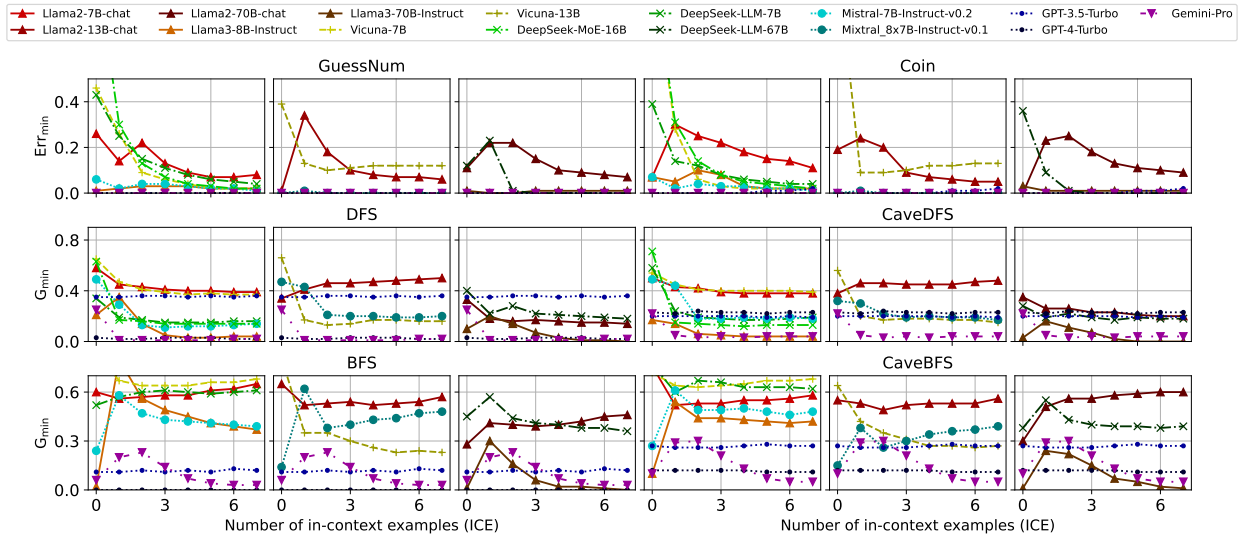 Llama2-7B-chat Llama2-70B-chat Llama3-70B-Instruct Vicuna-13B DeepSeek-LLM-7B Mistral-7B-Instruct-v0.2 GPT-3.5-Turbo Gemini-Pro
Llama2-13B-chat Llama3-8B-Instruct Vicuna-7B DeepSeek-MoE-16B DeepSeek-LLM-67B Mixtral_8x7B-Instruct-v0.1 GPT-4-Turbo
GuessNum Coin
Err_min
0.4
0.2
0.0
DFS CaveDFS
G_min
0.8
0.4
0.0
BFS CaveBFS
G_min
0.6
0.3
0.0
0 3 6 0 3 6 0 3 6 0 3 6 0 3 6 0 3 6
Number of in-context examples (ICE) Number of in-context examples (ICE)